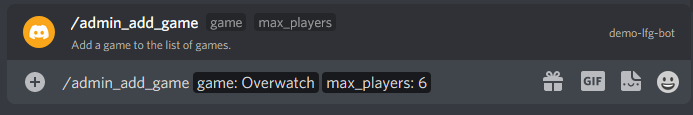 /admin_add_game game max_players
Add a game to the list of games.
demo-lfg-bot
/admin_add_game game: Overwatch max_players: 6
GIF